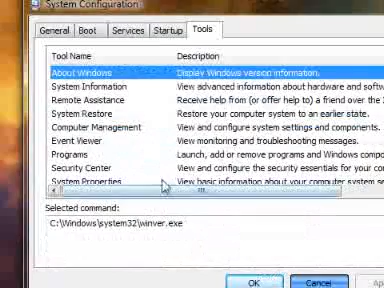 System Configuration
General Boot Services Startup Tools
Tool Name Description
About Windows Display Windows version information.
System Information View advanced information about hardware and softw
Remote Assistance Receive help from (or offer help to) a friend over the
System Restore Restore your computer system to an earlier state.
Computer Management View and configure system settings and components.
Event Viewer View monitoring and troubleshooting messages.
Programs Launch, add or remove programs and Windows compo
Security Center View and configure the security essentials for your co
System Properties View basic information about your computer system se
Selected command:
C:\Windows\system32\winver.exe
OK Cancel Ap